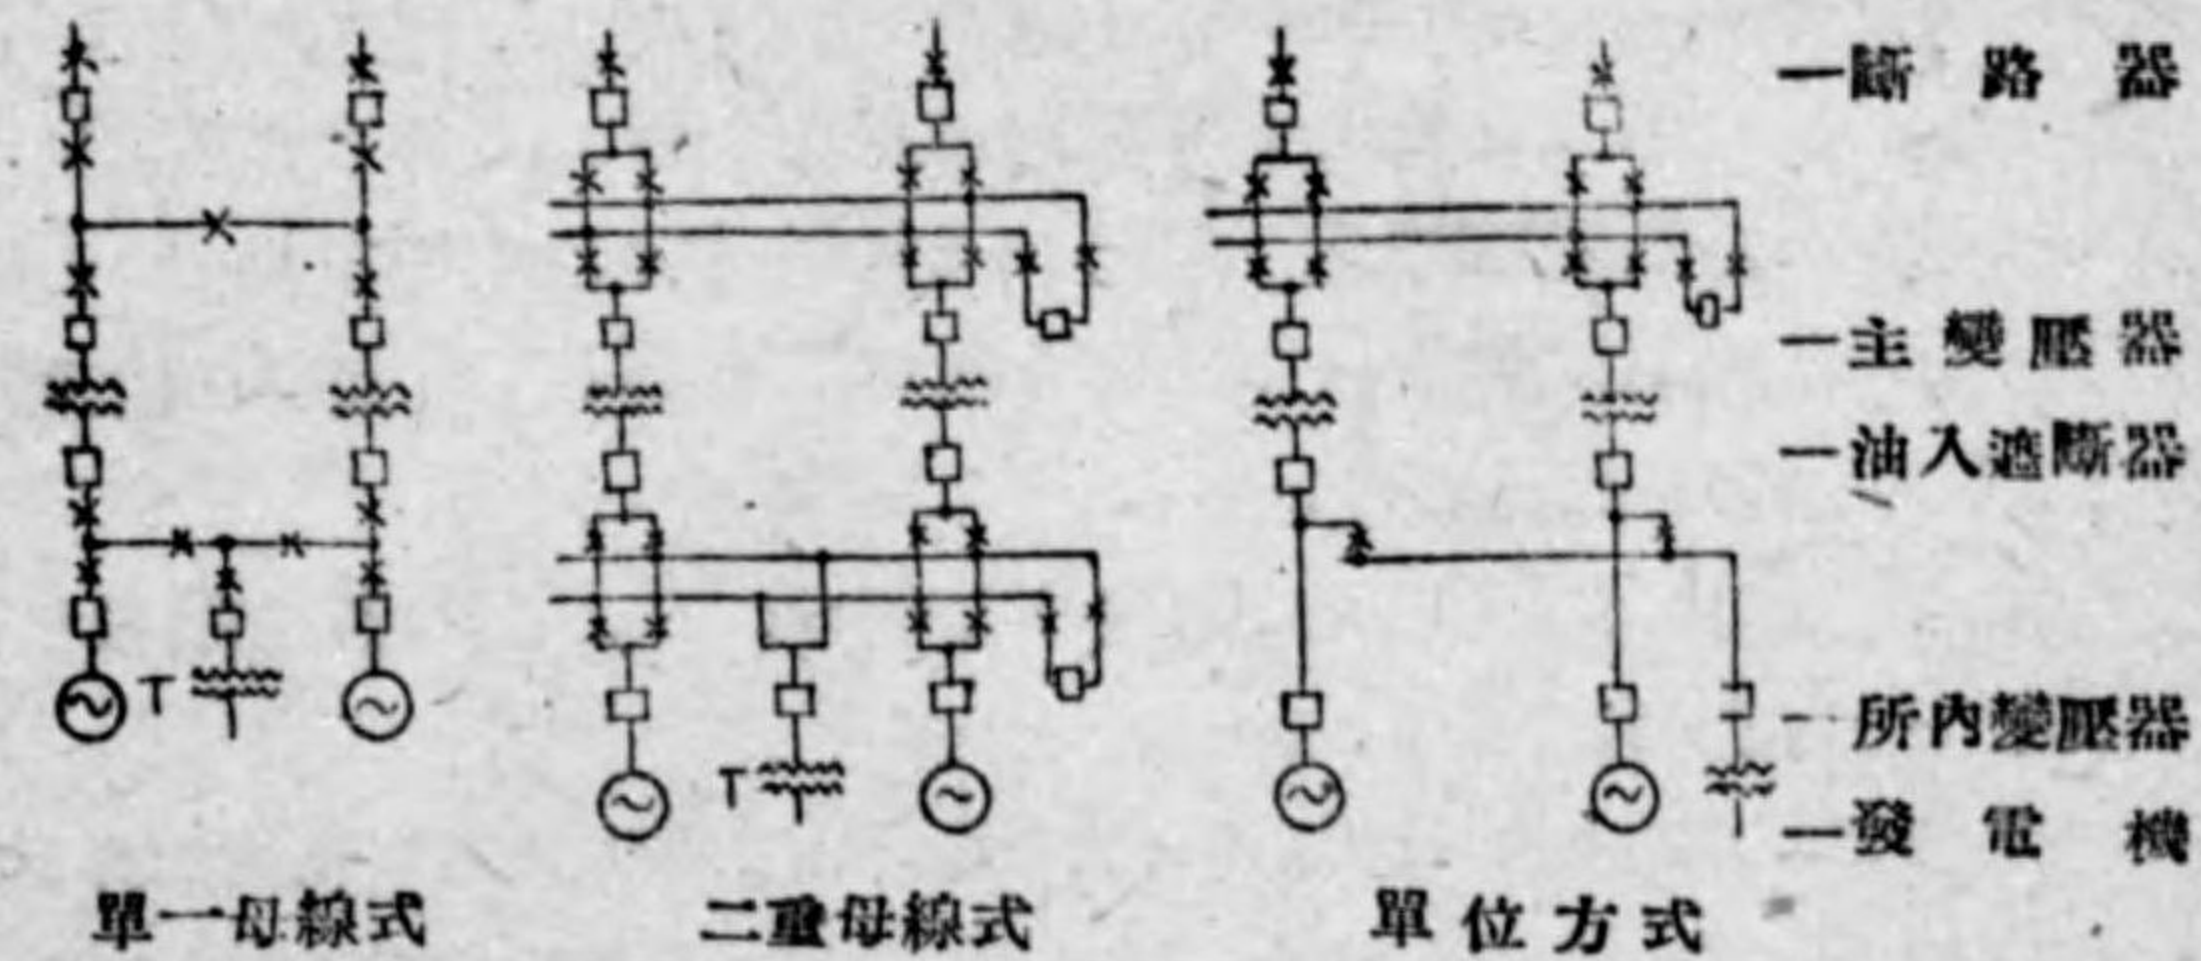 一斷路器
一主變壓器
一油入遮斷器
一所內變壓器
一發電機
T
T
單一母線式
二重母線式
單位方式